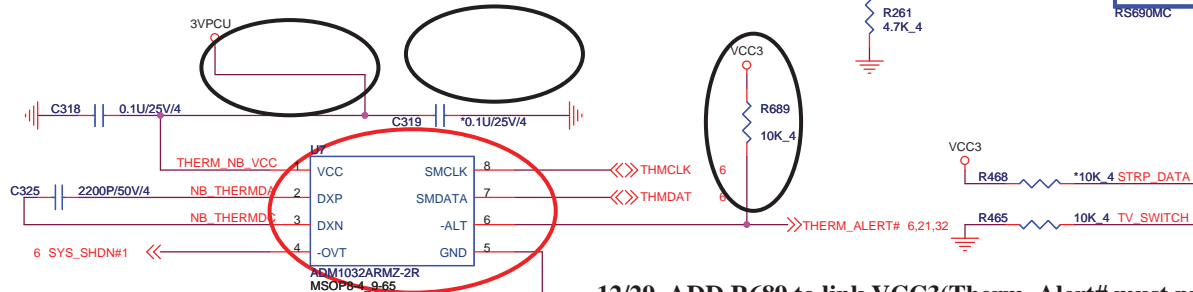 R261
4.7K_4
RS690MC
3VPCU
VCC3
C318 0.1U/25V/4
C319 *0.1U/25V/4
R689
10K_4
U7
THERM_NB_VCC 1 VCC SMCLK 8 THMCLK 6
C325 2200P/50V/4 NB_THERMDA 2 DXP SMDATA 7 THMDAT 6
NB_THERMDC 3 DXN -ALT 6 THERM_ALERT# 6,21,32
6 SYS_SHDN#1 4 -OVT GND 5
ADM1032ARMZ-2R
MSOP8-4_9-65
VCC3
R468 *10K_4 STRP_DATA
R465 10K_4 TV_SWITCH